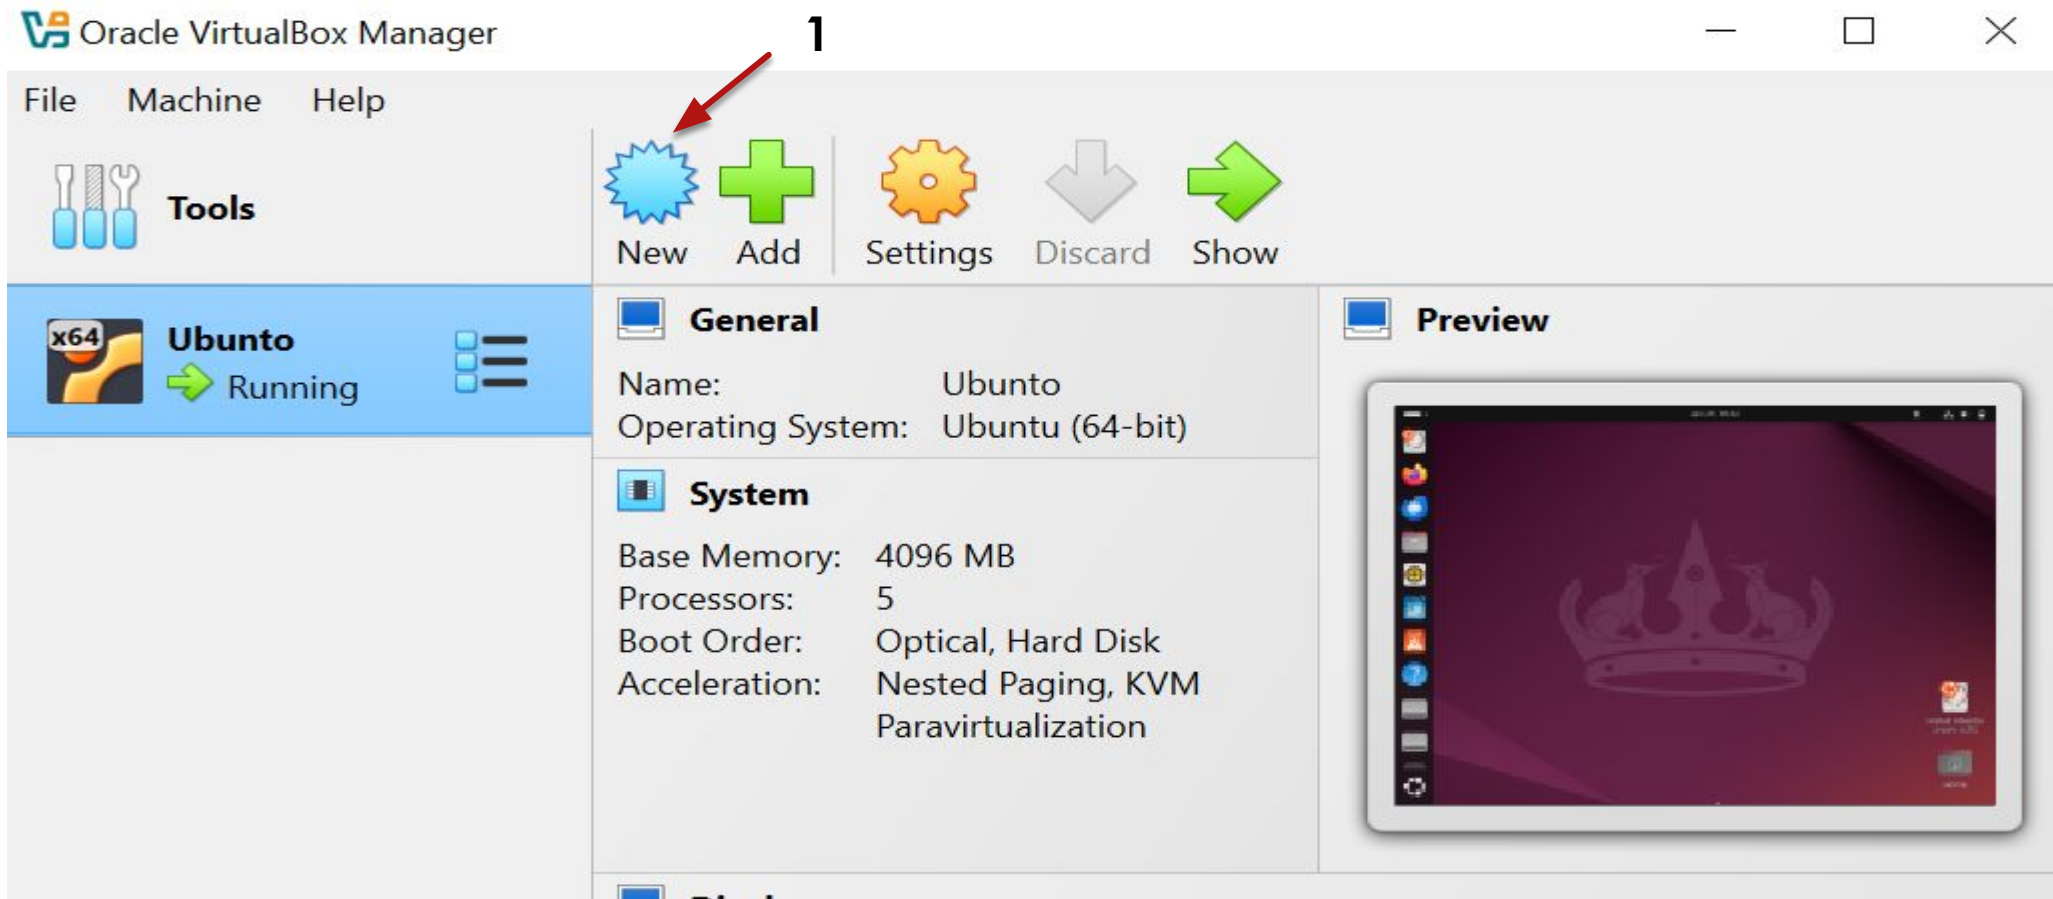 Oracle VirtualBox Manager
1
File Machine Help
Tools
New Add Settings Discard Show
x64
Ubunto
Running
General
Name: Ubunto
Operating System: Ubuntu (64-bit)
System
Base Memory: 4096 MB
Processors: 5
Boot Order: Optical, Hard Disk
Acceleration: Nested Paging, KVM
Paravirtualization
Preview